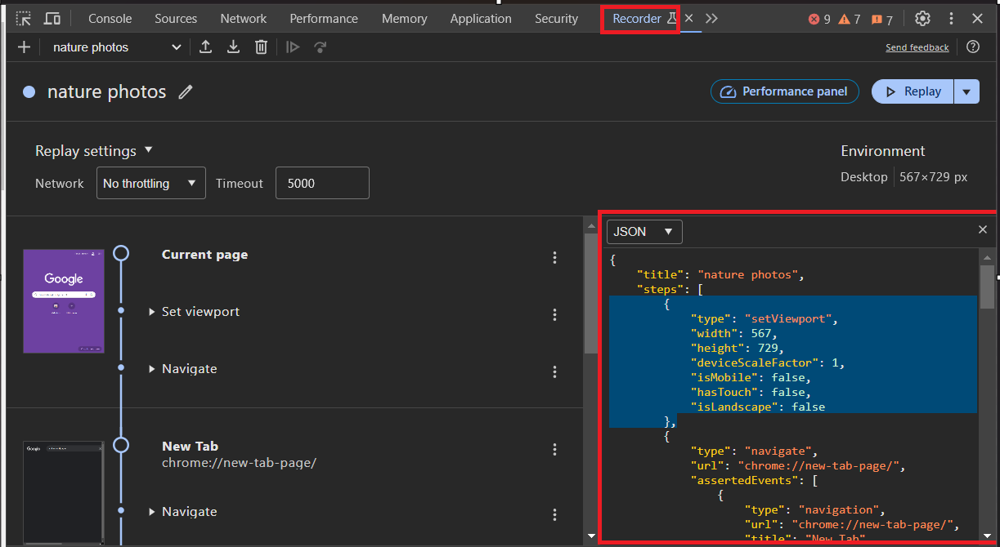 Console Sources Network Performance Memory Application Security Recorder 9 7 7
nature photos Send feedback
nature photos Performance panel Replay
Replay settings Environment
Network No throttling Timeout 5000 Desktop 567×729 px
Current page
Google
Set viewport
Navigate
New Tab
chrome://new-tab-page/
Google
Navigate
JSON
{
"title": "nature photos",
"steps": [
{
"type": "setViewport",
"width": 567,
"height": 729,
"deviceScaleFactor": 1,
"isMobile": false,
"hasTouch": false,
"isLandscape": false
},
{
"type": "navigate",
"url": "chrome://new-tab-page/",
"assertedEvents": [
{
"type": "navigation",
"url": "chrome://new-tab-page/",
"title": "New Tab"